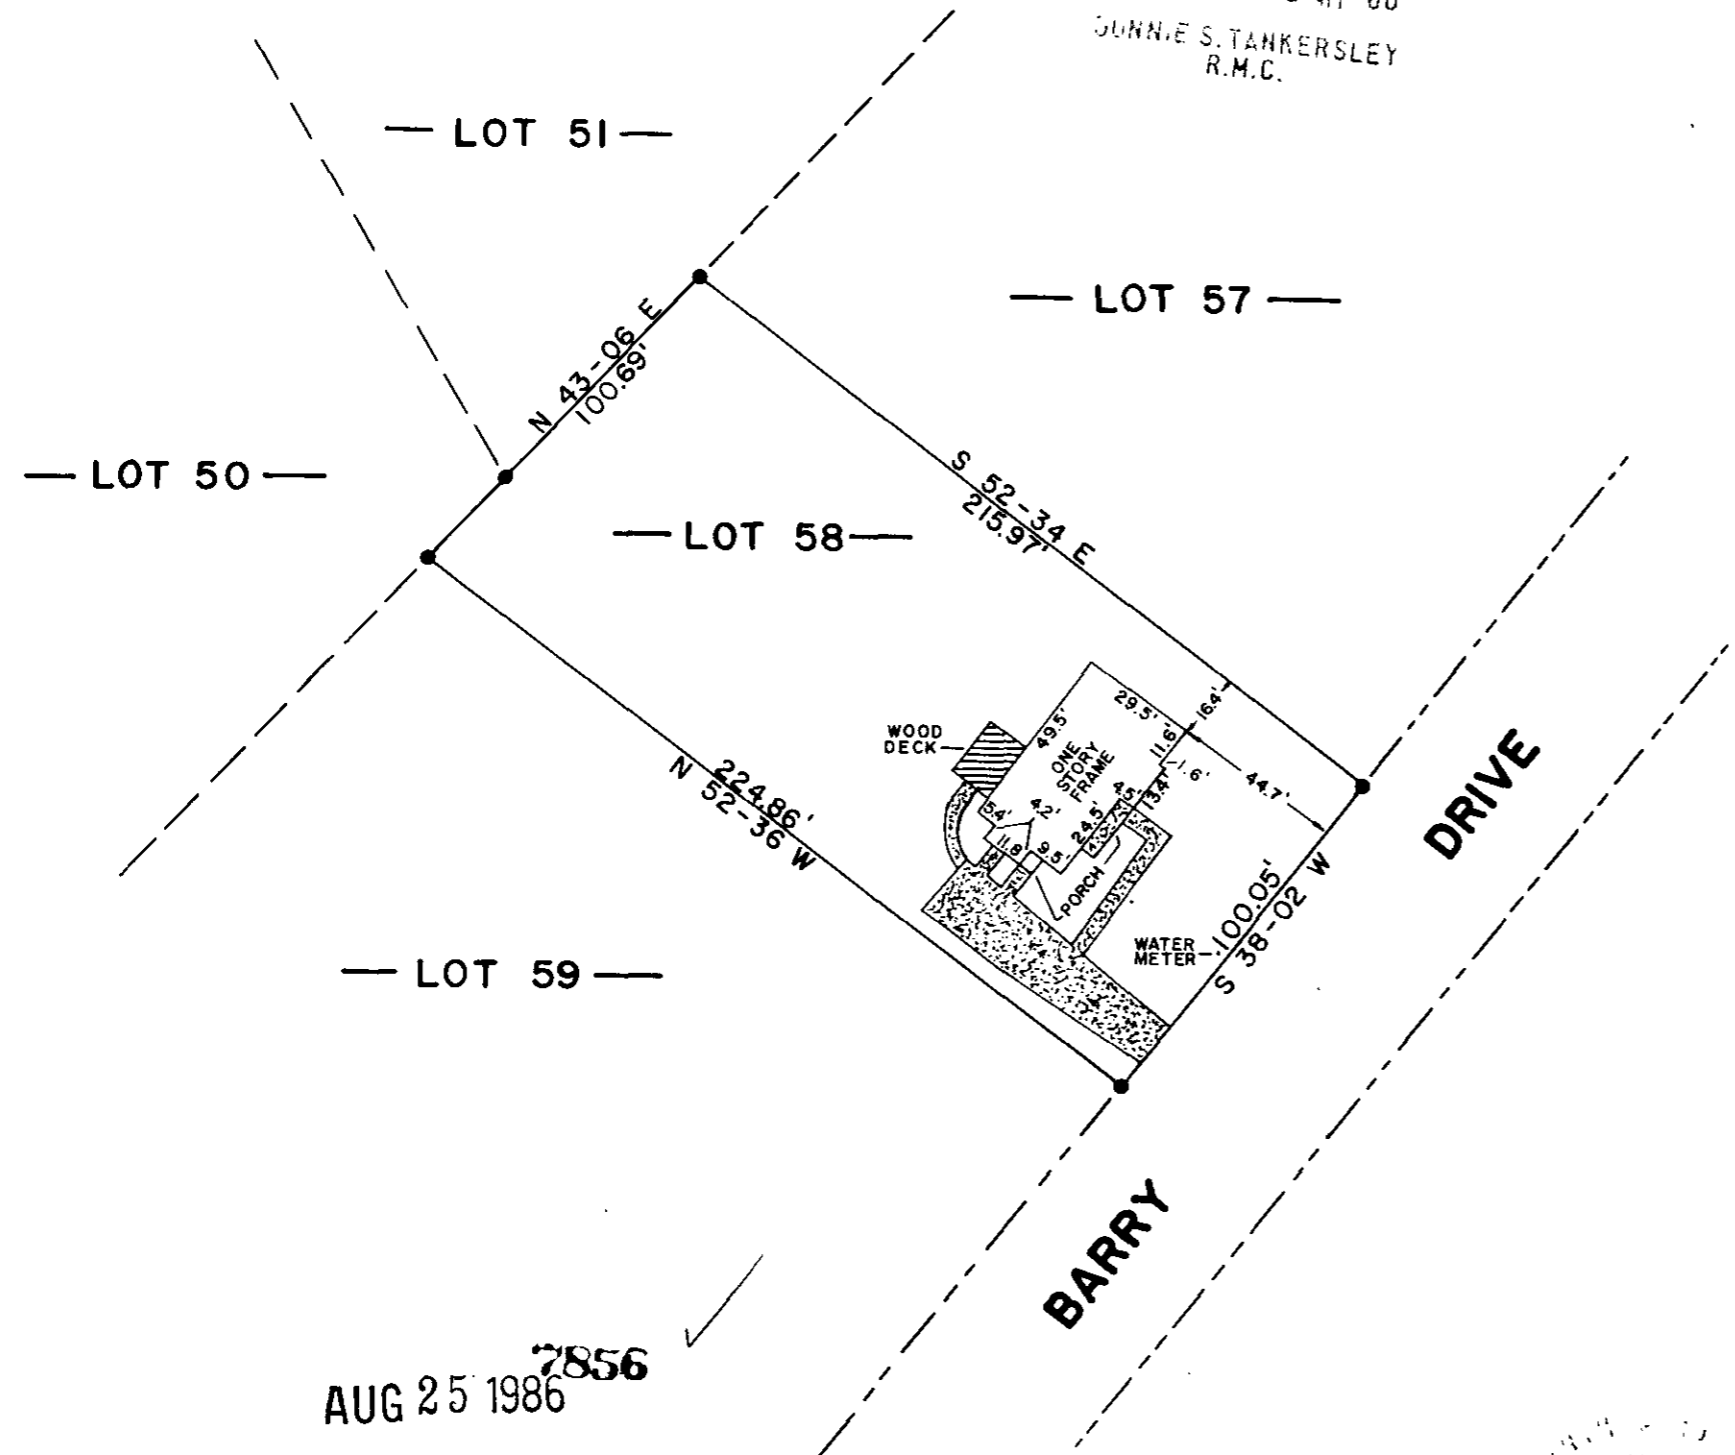 S. TANKERSLEY
R.M.C.
— LOT 51 —
— LOT 57 —
N 43-06 E
100.69'
— LOT 50 —
S 52-34 E
215.97'
— LOT 58 —
WOOD
DECK
49.5'
29.5'
16.4'
11.6'
1.6'
44.7'
ONE
STORY
FRAME
4.5'
13.4'
5.4'
4.2'
24.5'
11.8'
9.5'
PORCH
224.86'
N 52-36 W
WATER
METER
100.05'
S 38-02 W
— LOT 59 —
BARRY DRIVE
7856
AUG 25 1986